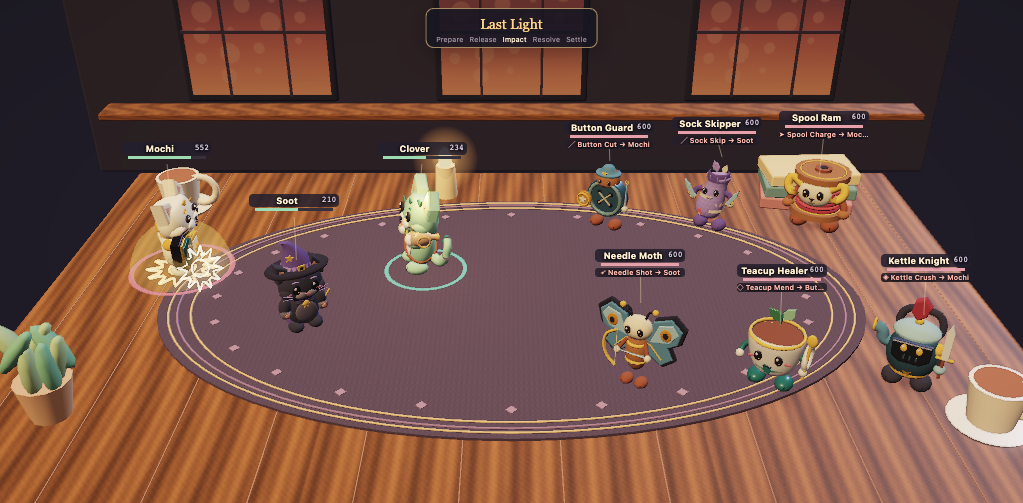 Last Light
Prepare Release Impact Resolve Settle
Mochi 552
Clover 234
Soot 210
Button Guard 600
Button Cut → Mochi
Sock Skipper 600
Sock Skip → Soot
Spool Ram 600
Spool Charge → Moc...
Needle Moth 600
Needle Shot → Soot
Teacup Healer 600
Teacup Mend → But...
Kettle Knight 600
Kettle Crush → Mochi